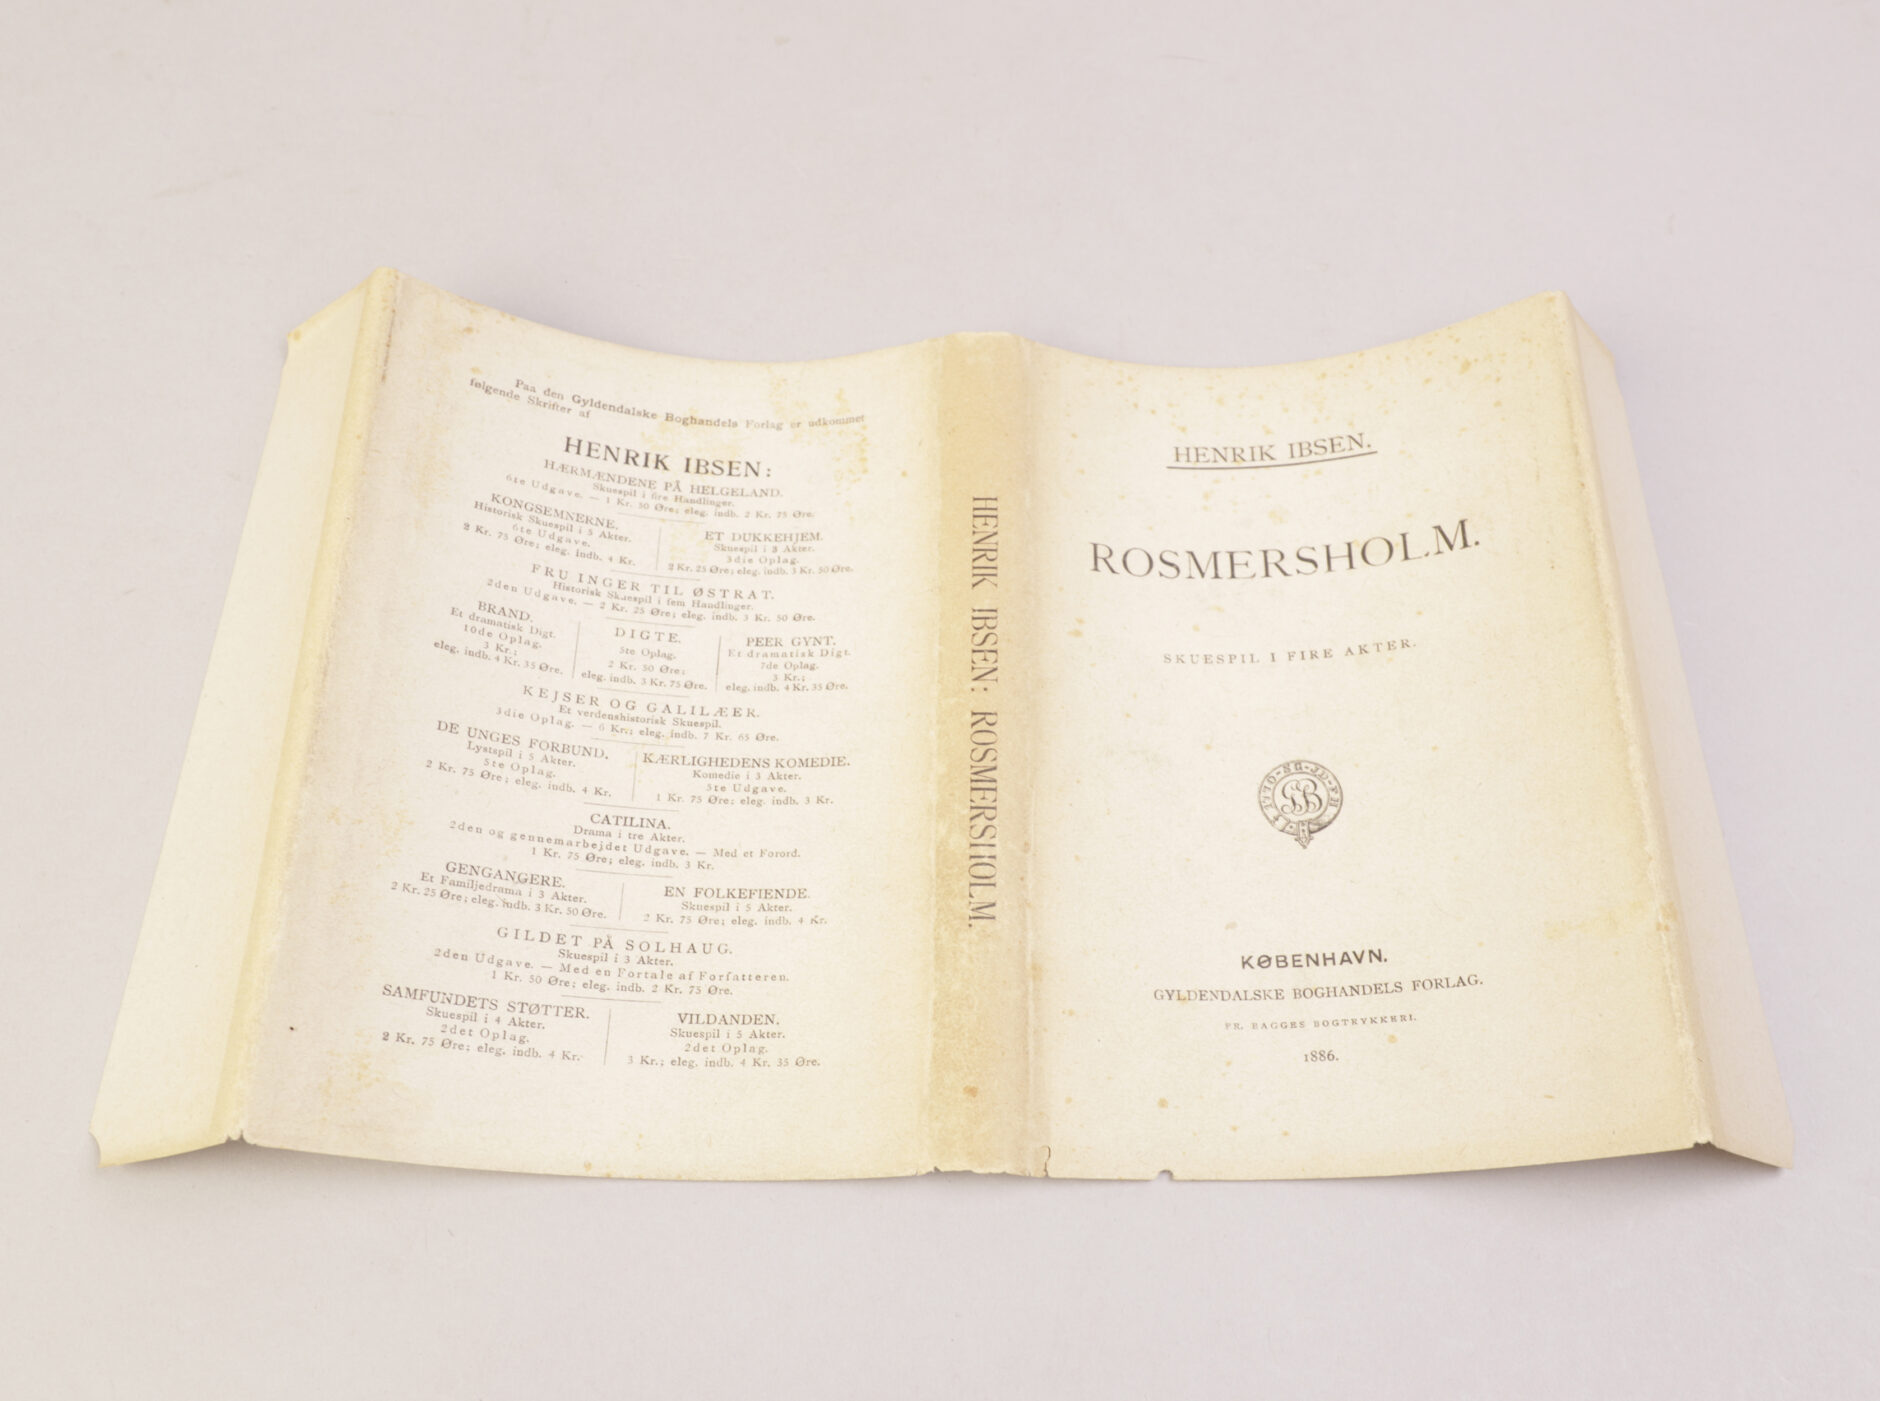 Paa den Gyldendalske Boghandels Forlag er udkommet
følgende Skrifter af
HENRIK IBSEN:
HÆRMÆNDENE PÅ HELGELAND.
Skuespil i fire Handlinger.
6te Udgave. — 1 Kr. 50 Øre; eleg. indb. 2 Kr. 75 Øre.
KONGSEMNERNE.
Historisk Skuespil i 5 Akter.
6te Udgave.
2 Kr. 75 Øre; eleg. indb. 4 Kr.
ET DUKKEHJEM.
Skuespil i 3 Akter.
3die Oplag.
2 Kr. 25 Øre; eleg. indb. 3 Kr. 50 Øre.
FRU INGER TIL ØSTRAT.
Historisk Skuespil i fem Handlinger.
2den Udgave. — 2 Kr. 25 Øre; eleg. indb. 3 Kr. 50 Øre.
BRAND.
Et dramatisk Digt.
10de Oplag.
3 Kr.;
eleg. indb. 4 Kr. 35 Øre.
DIGTE.
5te Oplag.
2 Kr. 50 Øre;
eleg. indb. 3 Kr. 75 Øre.
PEER GYNT.
Et dramatisk Digt.
7de Oplag.
3 Kr.;
eleg. indb. 4 Kr. 35 Øre.
KEJSER OG GALILÆER.
Et verdenshistorisk Skuespil.
3die Oplag. — 6 Kr.; eleg. indb. 7 Kr. 65 Øre.
DE UNGES FORBUND.
Lystspil i 5 Akter.
5te Oplag.
2 Kr. 75 Øre; eleg. indb. 4 Kr.
KÆRLIGHEDENS KOMEDIE.
Komedie i 3 Akter.
5te Udgave.
1 Kr. 75 Øre; eleg. indb. 3 Kr.
CATILINA.
Drama i tre Akter.
2den og gennemarbejdet Udgave. — Med et Forord.
1 Kr. 75 Øre; eleg. indb. 3 Kr.
GENGANGERE.
Et Familjedrama i 3 Akter.
2 Kr. 25 Øre; eleg. indb. 3 Kr. 50 Øre.
EN FOLKEFIENDE.
Skuespil i 5 Akter.
2 Kr. 75 Øre; eleg. indb. 4 Kr.
GILDET PÅ SOLHAUG.
Skuespil i 3 Akter.
2den Udgave. — Med en Fortale af Forfatteren.
1 Kr. 50 Øre; eleg. indb. 2 Kr. 75 Øre.
SAMFUNDETS STØTTER.
Skuespil i 4 Akter.
2det Oplag.
2 Kr. 75 Øre; eleg. indb. 4 Kr.
VILDANDEN.
Skuespil i 5 Akter.
2det Oplag.
3 Kr.; eleg. indb. 4 Kr. 35 Øre.
HENRIK IBSEN: ROSMERSHOLM.
HENRIK IBSEN.
ROSMERSHOLM.
SKUESPIL I FIRE AKTER.
KØBENHAVN.
GYLDENDALSKE BOGHANDELS FORLAG.
FR. BAGGES BOGTRYKKERI.
1886.